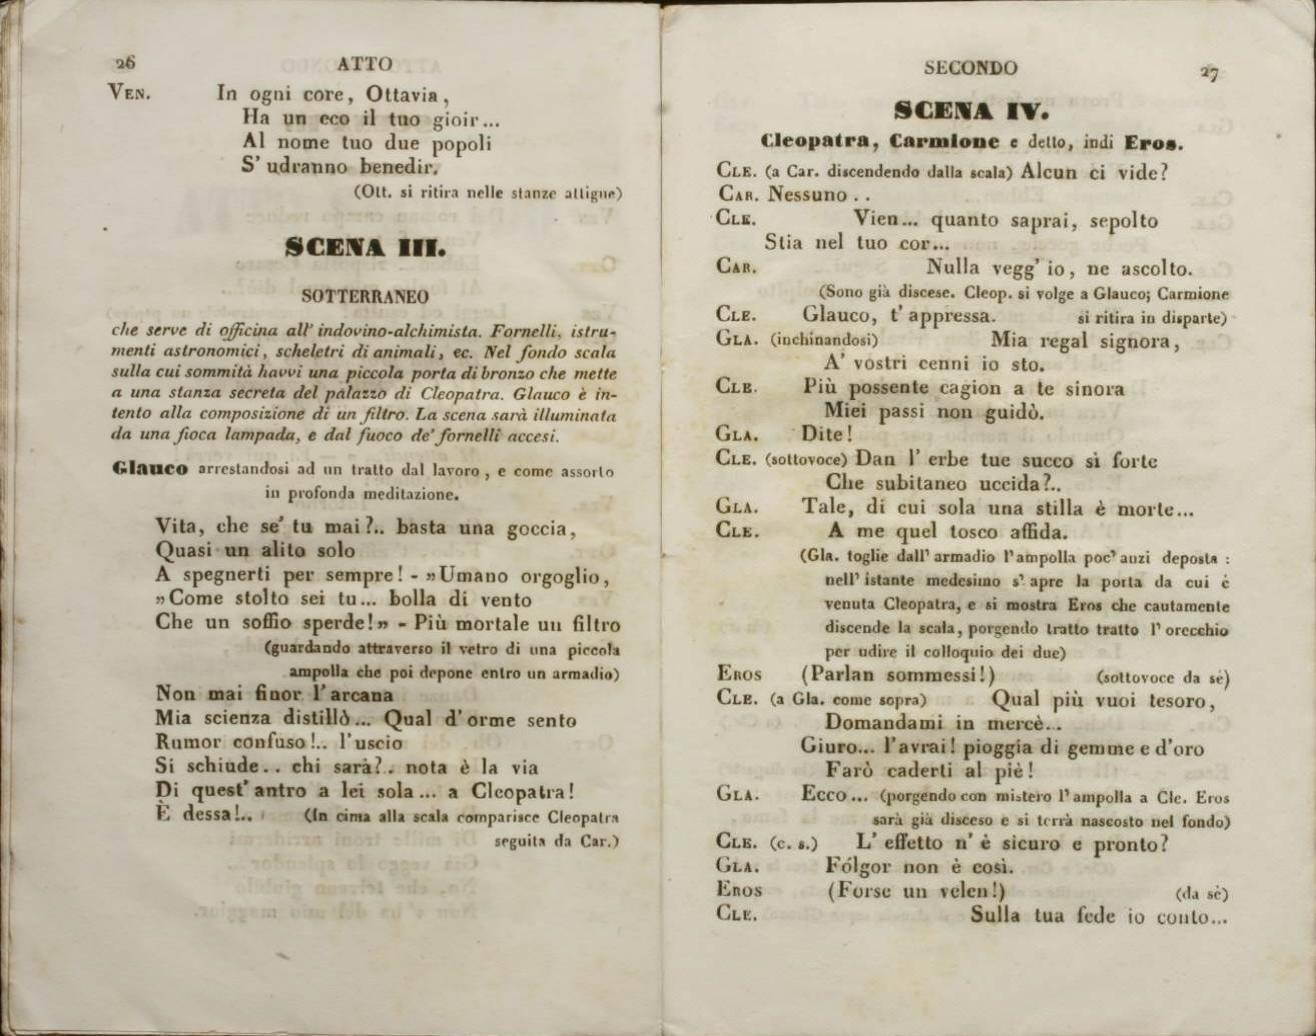 26
ATTO
VEN. In ogni core, Ottavia,
Ha un eco il tuo gioir...
Al nome tuo due popoli
S' udranno benedir.
(Ott. si ritira nelle stanze attigue)
SCENA III.
SOTTERRANEO
che serve di officina all' indovino-alchimista. Fornelli, istru-
menti astronomici, scheletri di animali, ec. Nel fondo scala
sulla cui sommità havvi una piccola porta di bronzo che mette
a una stanza secreta del palazzo di Cleopatra. Glauco è in-
tento alla composizione di un filtro. La scena sarà illuminata
da una fioca lampada, e dal fuoco de' fornelli accesi.
Glauco arrestandosi ad un tratto dal lavoro, e come assorto
in profonda meditazione.
Vita, che se' tu mai?.. basta una goccia,
Quasi un alito solo
A spegnerti per sempre! - »Umano orgoglio,
»Come stolto sei tu... bolla di vento
Che un soffio sperde!» - Più mortale un filtro
(guardando attraverso il vetro di una piccola
ampolla che poi depone entro un armadio)
Non mai finor l' arcana
Mia scienza distillò... Qual d' orme sento
Rumor confuso!.. l' uscio
Si schiude.. chi sarà?.. nota è la via
Di quest' antro a lei sola... a Cleopatra!
È dessa!.. (In cima alla scala comparisce Cleopatra
seguita da Car.)
SECONDO
27
SCENA IV.
Cleopatra, Carmione e detto, indi Eros.
CLE. (a Car. discendendo dalla scala) Alcun ci vide?
CAR. Nessuno..
CLE. Vien... quanto saprai, sepolto
Stia nel tuo cor...
CAR. Nulla vegg' io, ne ascolto.
(Sono già discese. Cleop. si volge a Glauco; Carmione
CLE. Glauco, t' appressa. si ritira in disparte)
GLA. (inchinandosi) Mia regal signora,
A' vostri cenni io sto.
CLE. Più possente cagion a te sinora
Miei passi non guidò.
GLA. Dite!
CLE. (sottovoce) Dan l' erbe tue succo sì forte
Che subitaneo uccida?..
GLA. Tale, di cui sola una stilla è morte...
CLE. A me quel tosco affida.
(Gla. toglie dall' armadio l' ampolla poc' anzi deposta:
nell' istante medesimo s' apre la porta da cui è
venuta Cleopatra, e si mostra Eros che cautamente
discende la scala, porgendo tratto tratto l' orecchio
per udire il colloquio dei due)
EROS (Parlan sommessi!) (sottovoce da sè)
CLE. (a Gla. come sopra) Qual più vuoi tesoro,
Domandami in mercè...
Giuro... l' avrai! pioggia di gemme e d' oro
Farò caderti al piè!
GLA. Ecco... (porgendo con mistero l' ampolla a Cle. Eros
sarà già disceso e si terrà nascosto nel fondo)
CLE. (c. s.) L' effetto n' è sicuro e pronto?
GLA. Fólgor non è così.
EROS (Forse un velen!) (da sè)
CLE. Sulla tua fede io conto...